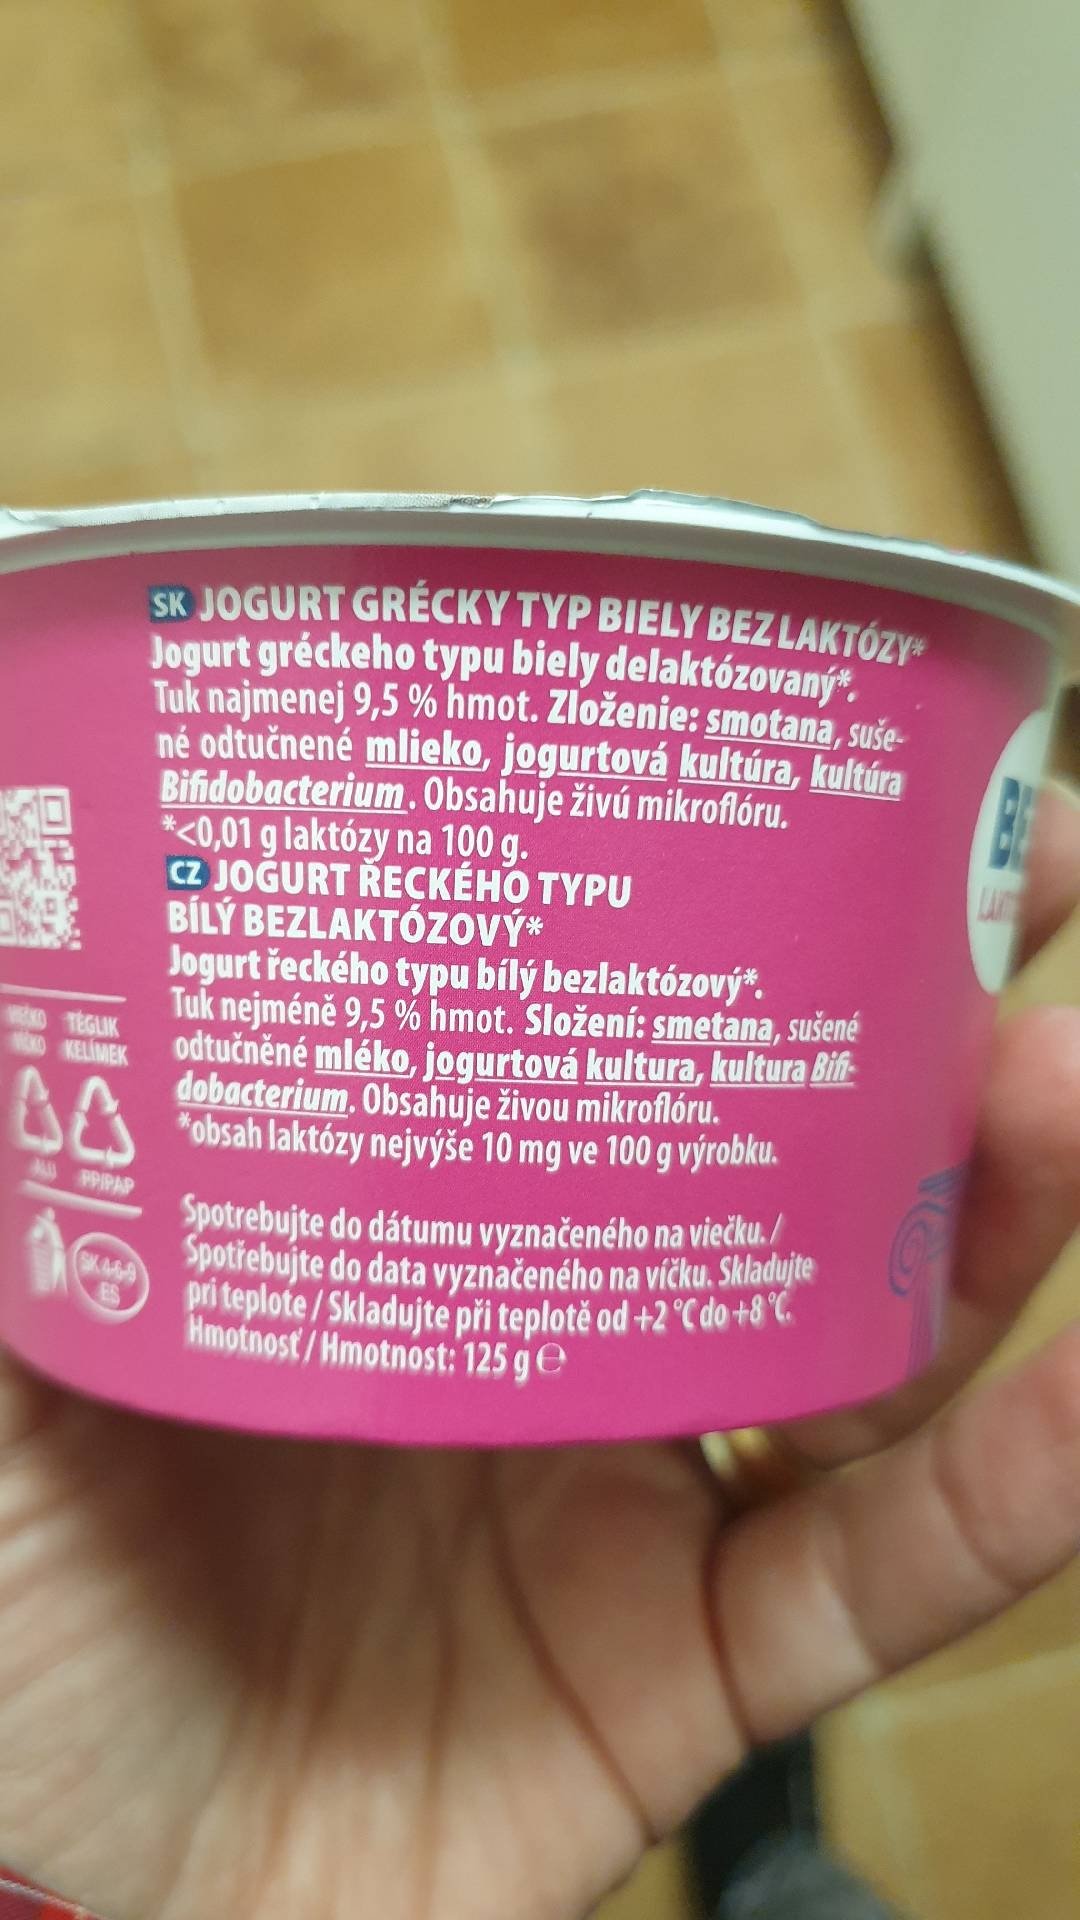 SK JOGURT GRÉCKY TYP BIELY BEZ LAKTÓZY*
Jogurt gréckeho typu biely delaktózovaný*.
Tuk najmenej 9,5 % hmot. Zloženie: smotana, suše-
né odtučnené mlieko, jogurtová kultúra, kultúra
Bifidobacterium. Obsahuje živú mikroflóru.
*<0,01 g laktózy na 100 g.
CZ JOGURT ŘECKÉHO TYPU
BÍLÝ BEZLAKTÓZOVÝ*
Jogurt řeckého typu bílý bezlaktózový*.
Tuk nejméně 9,5 % hmot. Složení: smetana, sušené
odtučněné mléko, jogurtová kultura, kultura Bifi-
dobacterium. Obsahuje živou mikroflóru.
*obsah laktózy nejvýše 10 mg ve 100 g výrobku.
Spotrebujte do dátumu vyznačeného na viečku. /
Spotřebujte do data vyznačeného na víčku. Skladujte
pri teplote / Skladujte při teplotě od +2 °C do +8 °C.
Hmotnosť / Hmotnost: 125 g e
TÉGLIK
KELÍMEK
ALU PP/PAP
SK 4-6-9
ES